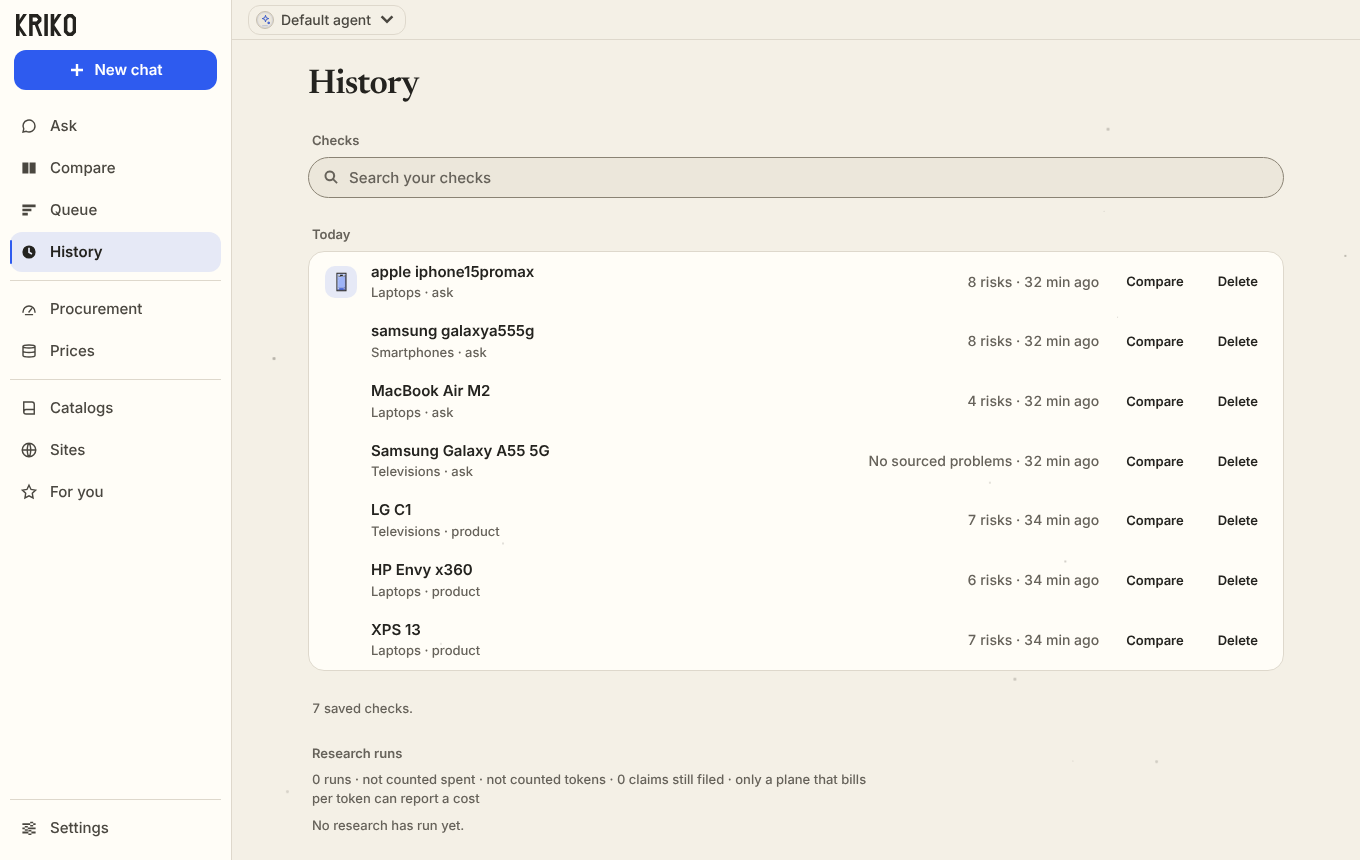 KRIKO
New chat
Ask
Compare
Queue
History
Procurement
Prices
Catalogs
Sites
For you
Settings
Default agent
History
Checks
Search your checks
Today
apple iphone15promax
Laptops · ask
8 risks · 32 min ago Compare Delete
samsung galaxya555g
Smartphones · ask
8 risks · 32 min ago Compare Delete
MacBook Air M2
Laptops · ask
4 risks · 32 min ago Compare Delete
Samsung Galaxy A55 5G
Televisions · ask
No sourced problems · 32 min ago Compare Delete
LG C1
Televisions · product
7 risks · 34 min ago Compare Delete
HP Envy x360
Laptops · product
6 risks · 34 min ago Compare Delete
XPS 13
Laptops · product
7 risks · 34 min ago Compare Delete
7 saved checks.
Research runs
0 runs · not counted spent · not counted tokens · 0 claims still filed · only a plane that bills
per token can report a cost
No research has run yet.